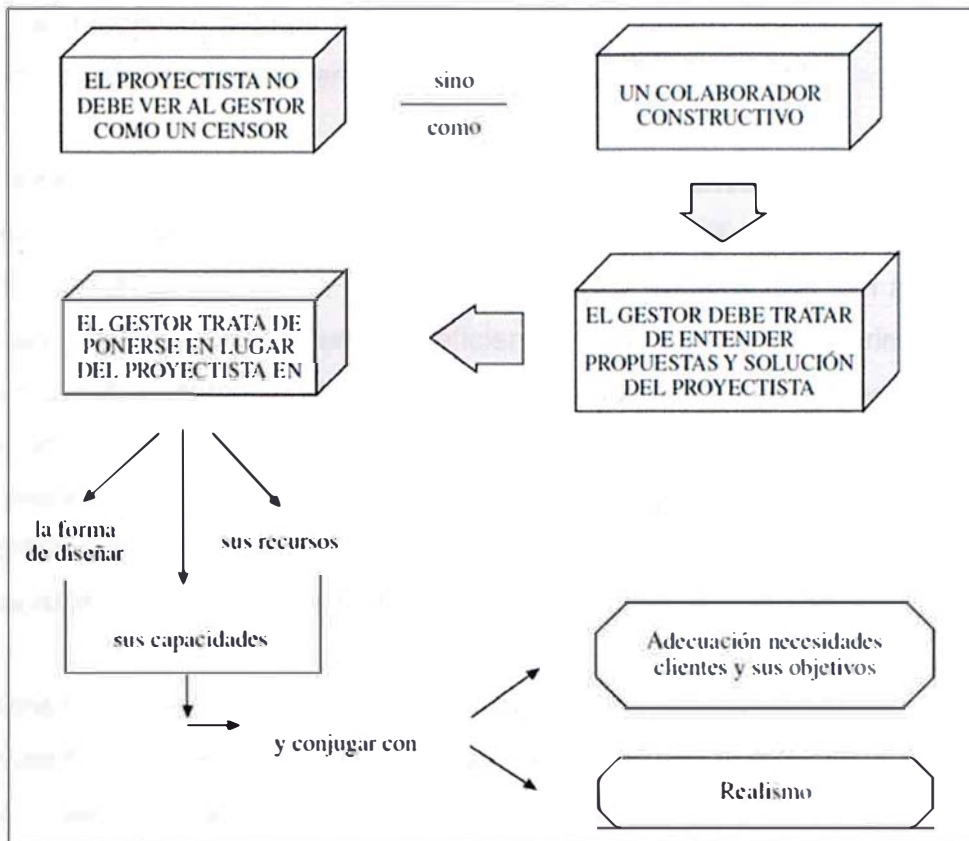 EL PROYECTISTA NO
DEBE VER AL GESTOR
COMO UN CENSOR
sino
como
UN COLABORADOR
CONSTRUCTIVO
EL GESTOR TRATA DE
PONERSE EN LUGAR
DEL PROYECTISTA EN
EL GESTOR DEBE TRATAR
DE ENTENDER
PROPUESTAS Y SOLUCIÓN
DEL PROYECTISTA
la forma
de diseñar
sus recursos
sus capacidades
y conjugar con
Adecuación necesidades
clientes y sus objetivos
Realismo